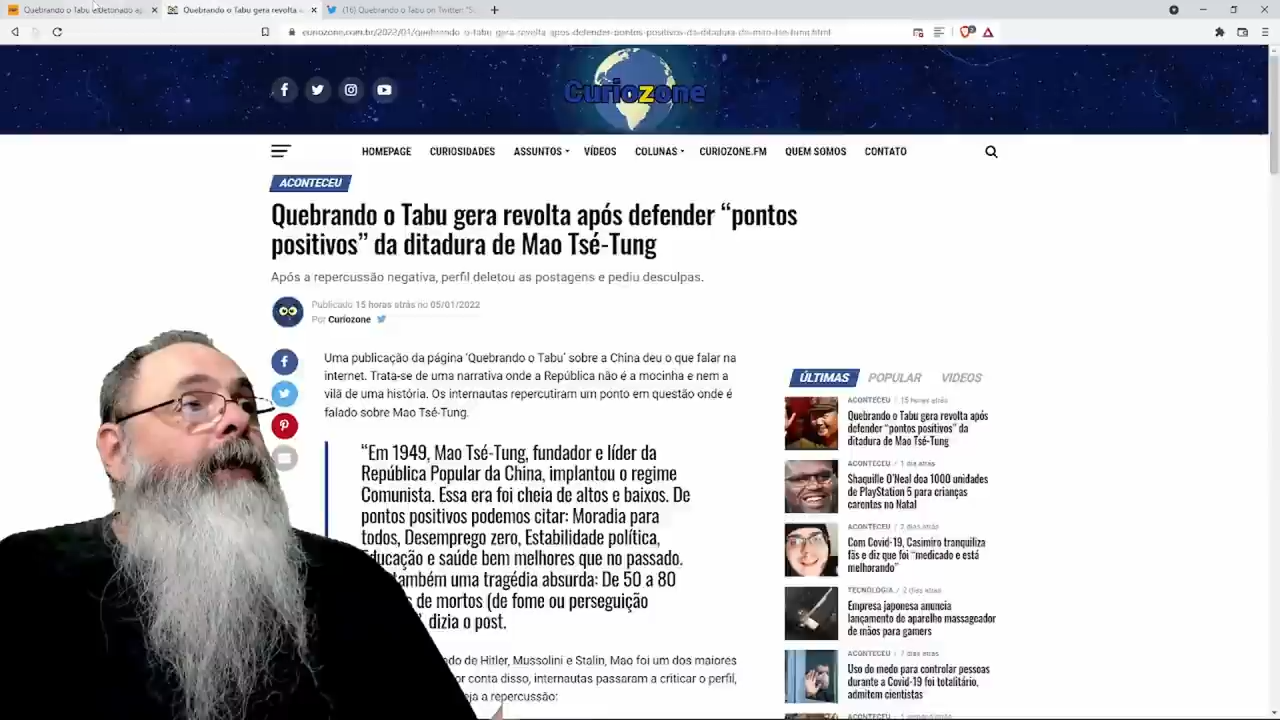 Quebrando o Tabu é detonado ap
Quebrando o Tabu gera revolta a
(16) Quebrando o Tabu on Twitter: "S
curiozone.com.br/2022/01/quebrando_o-tabu-gera-revolta-apos-defender-pontos-positivos-da-ditadura-de-mao-tse-tung.html
Curiozone
HOMEPAGE CURIOSIDADES ASSUNTOS VÍDEOS COLUNAS CURIOZONE.FM QUEM SOMOS CONTATO
ACONTECEU
Quebrando o Tabu gera revolta após defender “pontos
positivos” da ditadura de Mao Tsé-Tung
Após a repercussão negativa, perfil deletou as postagens e pediu desculpas.
Publicado 15 horas atrás no 05/01/2022
Por Curiozone
Uma publicação da página ‘Quebrando o Tabu’ sobre a China deu o que falar na
internet. Trata-se de uma narrativa onde a República não é a mocinha e nem a
vilã de uma história. Os internautas repercutiram um ponto em questão onde é
falado sobre Mao Tsé-Tung.
“Em 1949, Mao Tsé-Tung, fundador e líder da
República Popular da China, implantou o regime
Comunista. Essa era foi cheia de altos e baixos. De
pontos positivos podemos citar: Moradia para
todos, Desemprego zero, Estabilidade política,
Educação e saúde bem melhores que no passado.
também uma tragédia absurda: De 50 a 80
de mortos (de fome ou perseguição
”, dizia o post.
de Hitler, Mussolini e Stalin, Mao foi um dos maiores
conta disso, internautas passaram a criticar o perfil,
a repercussão:
ÚLTIMAS POPULAR VIDEOS
ACONTECEU / 15 horas atrás
Quebrando o Tabu gera revolta após
defender “pontos positivos” da
ditadura de Mao Tsé-Tung
ACONTECEU / 1 dia atrás
Shaquille O’Neal doa 1000 unidades
de PlayStation 5 para crianças
carentes no Natal
ACONTECEU / 2 dias atrás
Com Covid-19, Casimiro tranquiliza
fãs e diz que foi “medicado e está
melhorando”
TECNOLOGIA / 2 dias atrás
Empresa japonesa anuncia
lançamento de aparelho massageador
de mãos para gamers
ACONTECEU / 7 dias atrás
Uso do medo para controlar pessoas
durante a Covid-19 foi totalitário,
admitem cientistas
ACONTECEU